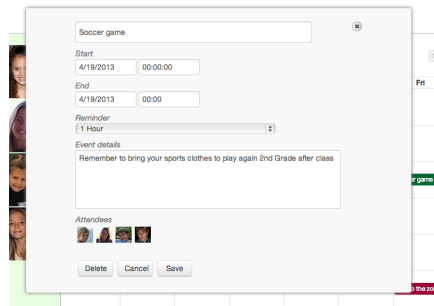 Soccer game
Start
4/19/2013 00:00:00
End
4/19/2013 00:00
Reminder
1 Hour
Event details
Remember to bring your sports clothes to play again 2nd Grade after class
Attendees
Delete Cancel Save
Fri
er game
o the zo